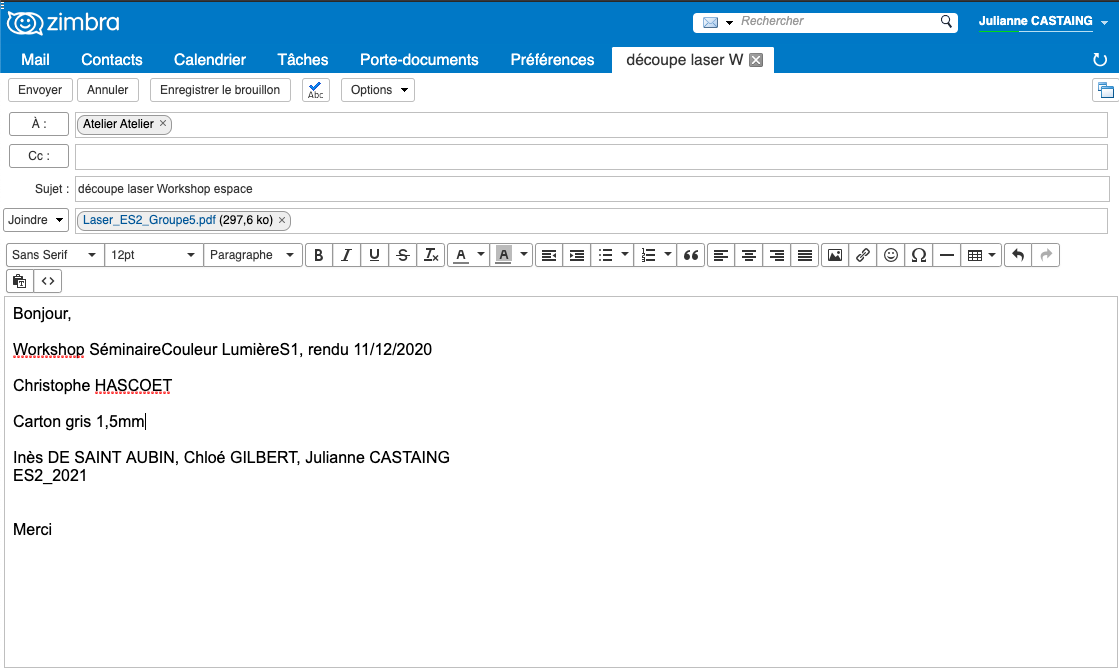 zimbra
Rechercher
Julianne CASTAING
Mail Contacts Calendrier Tâches Porte-documents Préférences découpe laser W
Envoyer Annuler Enregistrer le brouillon Abc Options
À : Atelier Atelier ×
Cc :
Sujet : découpe laser Workshop espace
Joindre Laser_ES2_Groupe5.pdf (297,6 ko) ×
Sans Serif 12pt Paragraphe B I U S Tx A A
Bonjour,
Workshop SéminaireCouleur LumièreS1, rendu 11/12/2020
Christophe HASCOET
Carton gris 1,5mm
Inès DE SAINT AUBIN, Chloé GILBERT, Julianne CASTAING
ES2_2021
Merci